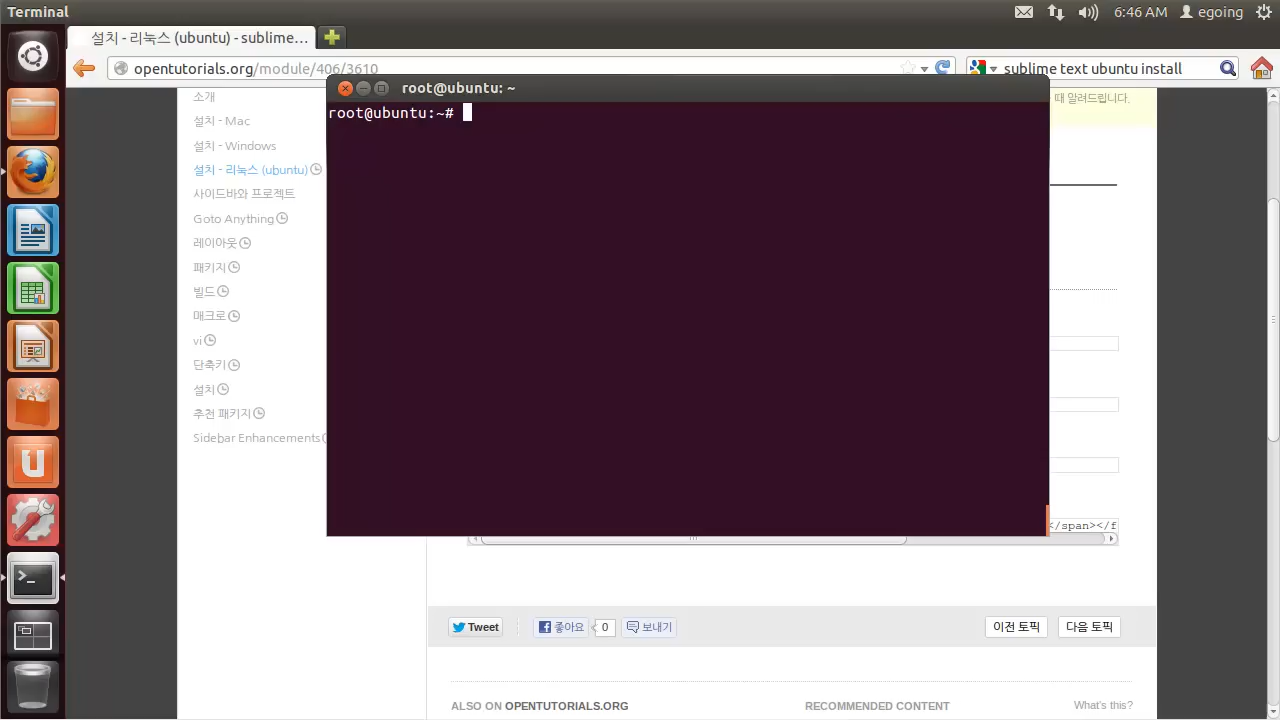 Terminal
6:46 AM
egoing
설치 - 리눅스 (ubuntu) - sublime...
opentutorials.org/module/406/3610
sublime text ubuntu install
root@ubuntu: ~
root@ubuntu:~#
소개
설치 - Mac
설치 - Windows
설치 - 리눅스 (ubuntu)
사이드바와 프로젝트
Goto Anything
레이아웃
패키지
빌드
매크로
vi
단축키
설치
추천 패키지
Sidebar Enhancements
때 알려드립니다.
</span></f
Tweet
좋아요
0
보내기
이전 토픽
다음 토픽
ALSO ON OPENTUTORIALS.ORG
RECOMMENDED CONTENT
What's this?